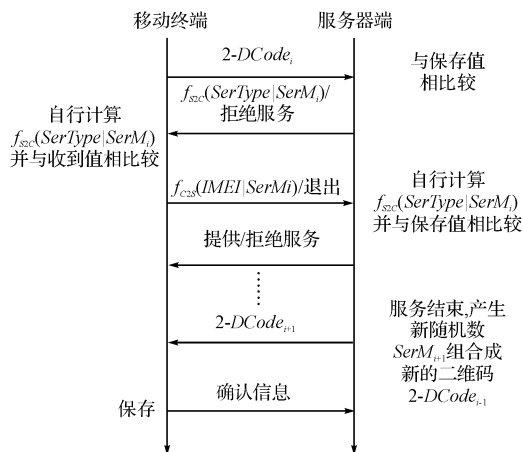 移动终端
服务器端
2-DCodei
与保存值
相比较
fS2C(SerType|SerMi)/
拒绝服务
自行计算
fS2C(SerType|SerMi)
并与收到值相比较
fC2S(IMEI|SerMi)/退出
自行计算
fS2C(SerType|SerMi)
并与保存值相比较
提供/拒绝服务
2-DCodei+1
服务结束,产生
新随机数
SerMi+1组合成
新的二维码
2-DCodei-1
保存
确认信息